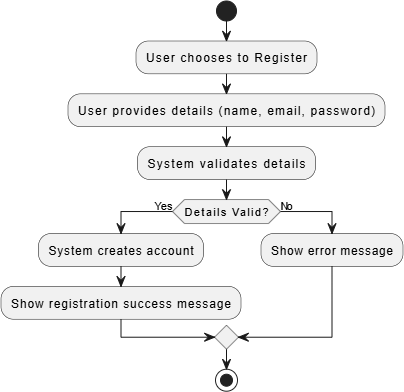 User chooses to Register
User provides details (name, email, password)
System validates details
Yes
Details Valid?
No
System creates account
Show error message
Show registration success message